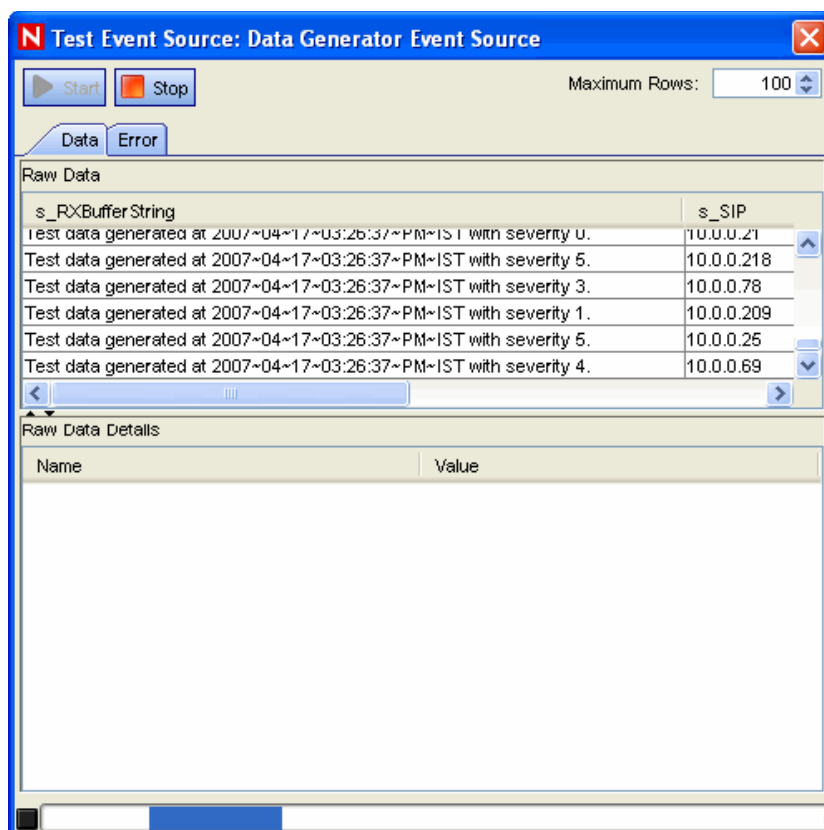 N Test Event Source: Data Generator Event Source
Start Stop Maximum Rows: 100
Data Error
Raw Data
s_RXBufferString s_SIP
Test data generated at 2007~04~17~03:26:37~PM~IST with severity 0. 10.0.0.21
Test data generated at 2007~04~17~03:26:37~PM~IST with severity 5. 10.0.0.218
Test data generated at 2007~04~17~03:26:37~PM~IST with severity 3. 10.0.0.78
Test data generated at 2007~04~17~03:26:37~PM~IST with severity 1. 10.0.0.209
Test data generated at 2007~04~17~03:26:37~PM~IST with severity 5. 10.0.0.25
Test data generated at 2007~04~17~03:26:37~PM~IST with severity 4. 10.0.0.69
Raw Data Details
Name Value